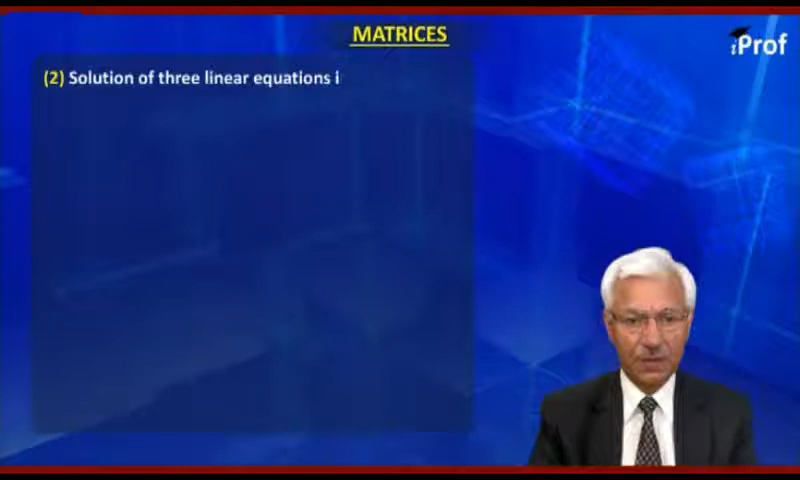 MATRICES
iProf
(2) Solution of three linear equations i